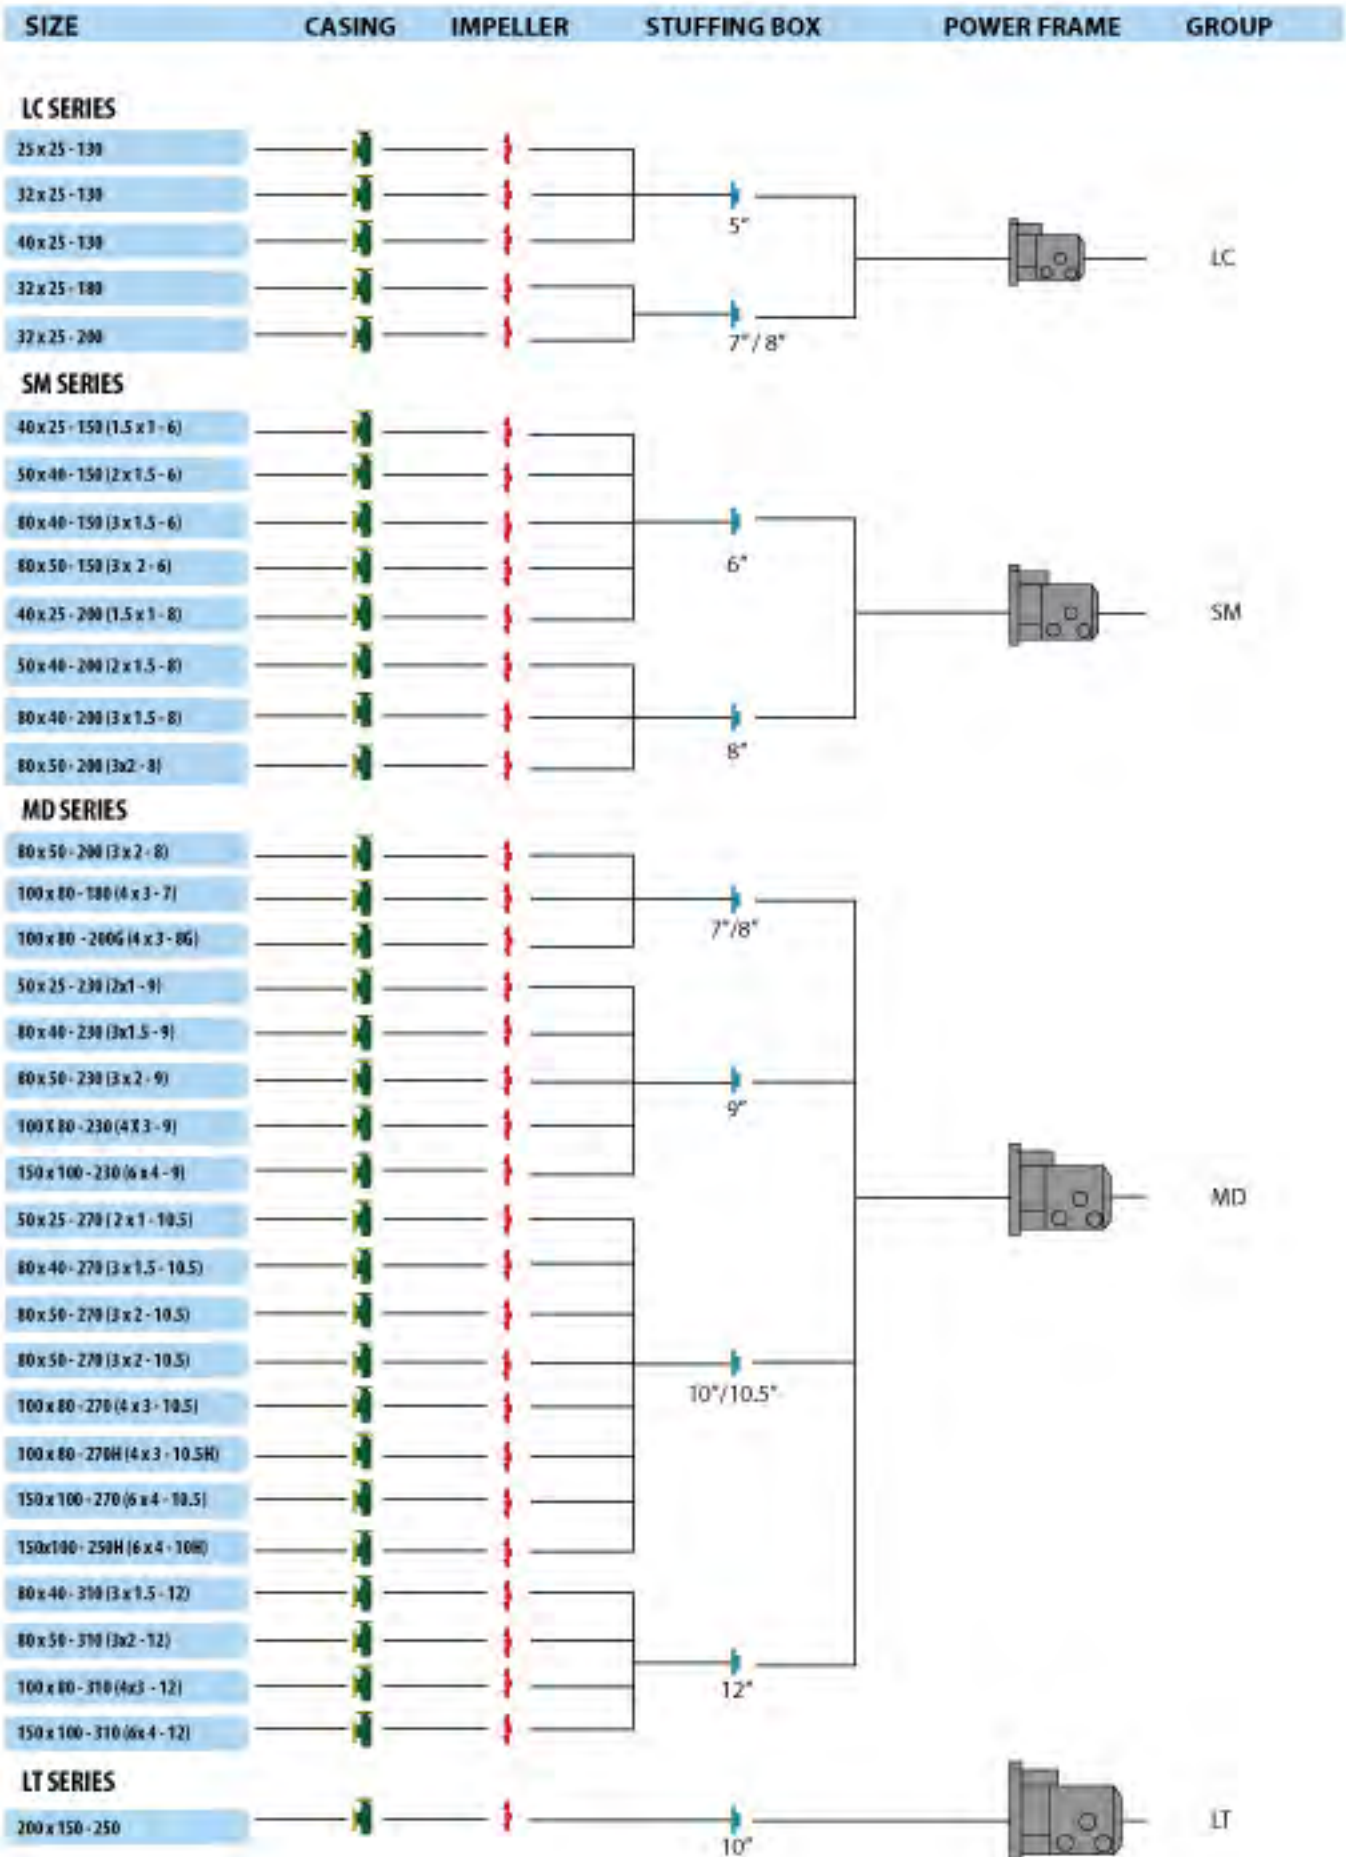 SIZE CASING IMPELLER STUFFING BOX POWER FRAME GROUP
LC SERIES
25 x 25 - 130
32 x 25 - 130
5"
40 x 25 - 130
LC
32 x 25 - 180
32 x 25 - 200
7"/ 8"
SM SERIES
40 x 25 - 150 (1.5 x 1 - 6)
50 x 40 - 150 (2 x 1.5 - 6)
80 x 40 - 150 (3 x 1.5 - 6)
80 x 50 - 150 (3 x 2 - 6)
6"
40 x 25 - 200 (1.5 x 1 - 8)
SM
50 x 40 - 200 (2 x 1.5 - 8)
80 x 40 - 200 (3 x 1.5 - 8)
8"
80 x 50 - 200 (3x2 - 8)
MD SERIES
80 x 50 - 200 (3 x 2 - 8)
100 x 80 - 180 (4 x 3 - 7)
7"/8"
100 x 80 - 200G (4 x 3 - 8G)
50 x 25 - 230 (2x1 - 9)
80 x 40 - 230 (3x1.5 - 9)
80 x 50 - 230 (3 x 2 - 9)
9"
100 X 80 - 230 (4 X 3 - 9)
150 x 100 - 230 (6 x 4 - 9)
MD
50 x 25 - 270 ( 2 x 1 - 10.5)
80 x 40 - 270 (3 x 1.5 - 10.5)
80 x 50 - 270 (3 x 2 - 10.5)
80 x 50 - 270 (3 x 2 - 10.5)
10"/10.5"
100 x 80 - 270 (4 x 3 - 10.5)
100 x 80 - 270H (4 x 3 - 10.5H)
150 x 100 - 270 (6 x 4 - 10.5)
150x100 - 250H (6 x 4 - 10H)
80 x 40 - 310 (3 x 1.5 - 12)
80 x 50 - 310 (3x2 - 12)
100 x 80 - 310 (4x3 - 12)
12"
150 x 100 - 310 (6x 4 - 12)
LT SERIES
200 x 150 - 250
LT
10"